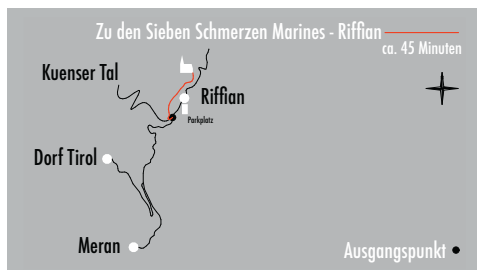 Zu den Sieben Schmerzen Marines - Riffian
ca. 45 Minuten
Kuenser Tal
Riffian
Parkplatz
Dorf Tirol
Meran
Ausgangspunkt